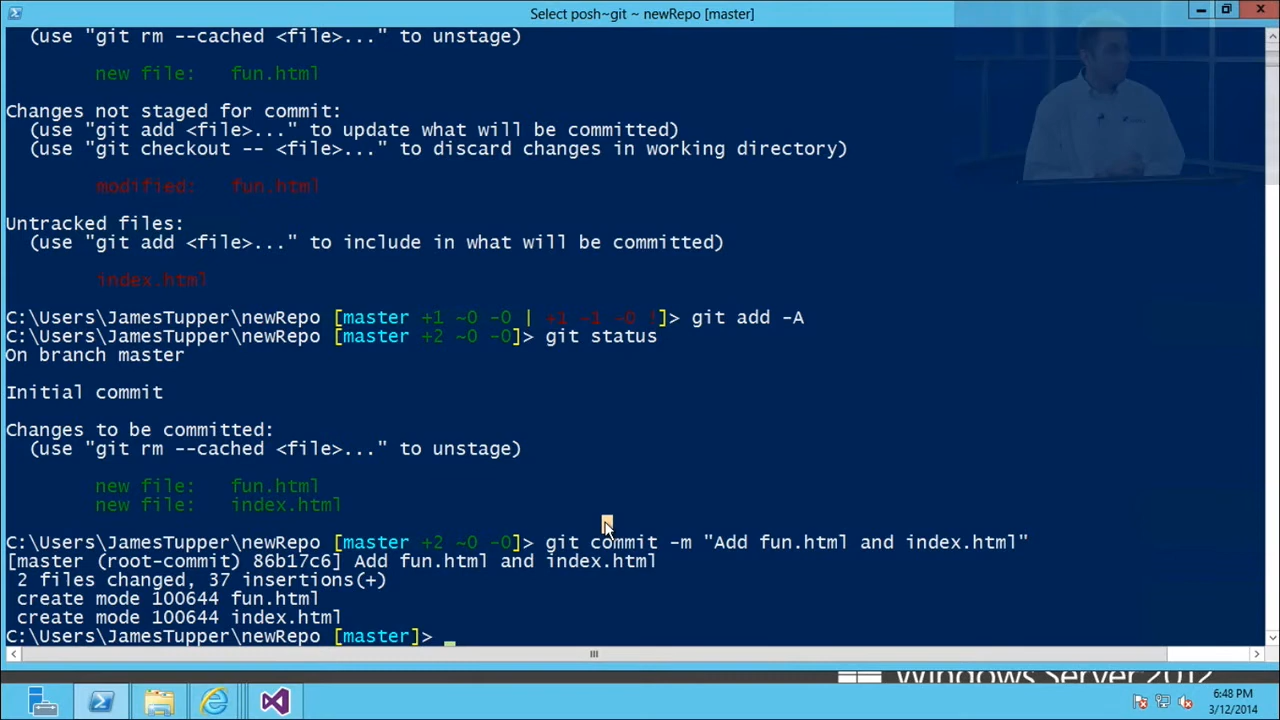 Select posh~git ~ newRepo [master]
(use "git rm --cached <file>..." to unstage)
new file:   fun.html
Changes not staged for commit:
(use "git add <file>..." to update what will be committed)
(use "git checkout -- <file>..." to discard changes in working directory)
modified:   fun.html
Untracked files:
(use "git add <file>..." to include in what will be committed)
index.html
C:\Users\JamesTupper\newRepo [master +1 ~0 -0 | +1 ~1 -0 !]> git add -A
C:\Users\JamesTupper\newRepo [master +2 ~0 -0]> git status
On branch master
Initial commit
Changes to be committed:
(use "git rm --cached <file>..." to unstage)
new file:   fun.html
new file:   index.html
C:\Users\JamesTupper\newRepo [master +2 ~0 -0]> git commit -m "Add fun.html and index.html"
[master (root-commit) 86b17c6] Add fun.html and index.html
2 files changed, 37 insertions(+)
create mode 100644 fun.html
create mode 100644 index.html
C:\Users\JamesTupper\newRepo [master]>
Windows Server 2012
6:48 PM
3/12/2014